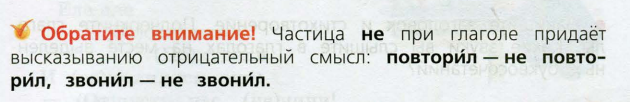 Обратите внимание! Частица не при глаголе придаёт
высказыванию отрицательный смысл: повтори́л — не повто-
ри́л, звони́л — не звони́л.